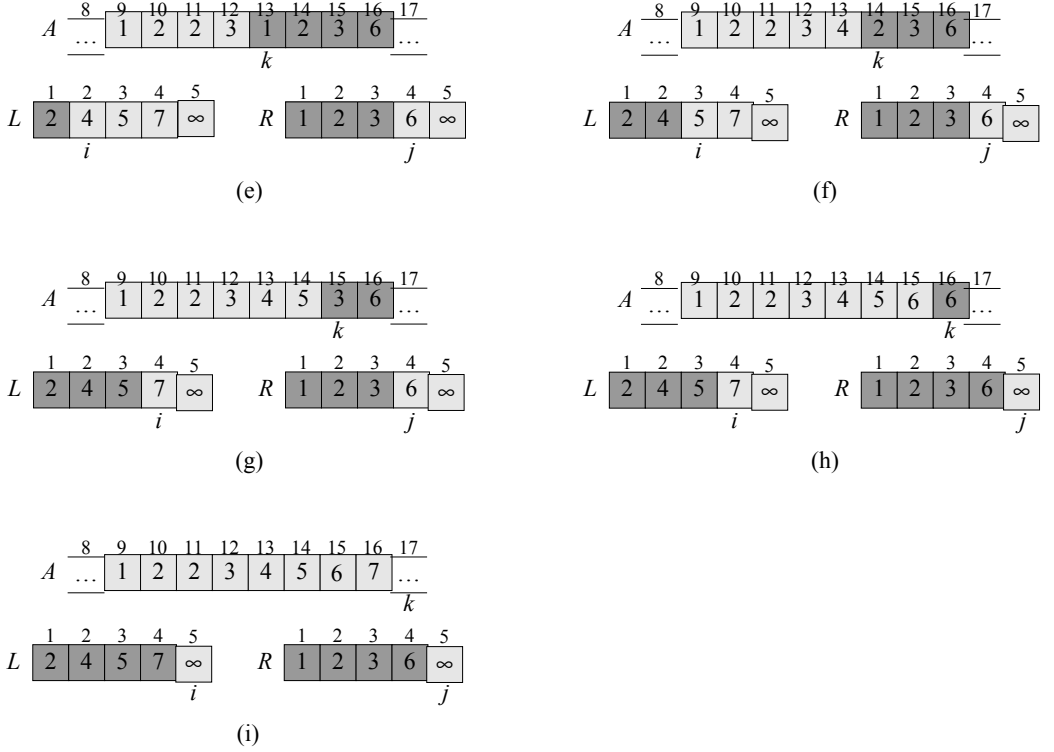 8 9 10 11 12 13 14 15 16 17
A … 1 2 2 3 1 2 3 6 …
k
1 2 3 4 5
L 2 4 5 7 ∞
i
1 2 3 4 5
R 1 2 3 6 ∞
j
(e)
8 9 10 11 12 13 14 15 16 17
A … 1 2 2 3 4 2 3 6 …
k
1 2 3 4 5
L 2 4 5 7 ∞
i
1 2 3 4 5
R 1 2 3 6 ∞
j
(f)
8 9 10 11 12 13 14 15 16 17
A … 1 2 2 3 4 5 3 6 …
k
1 2 3 4 5
L 2 4 5 7 ∞
i
1 2 3 4 5
R 1 2 3 6 ∞
j
(g)
8 9 10 11 12 13 14 15 16 17
A … 1 2 2 3 4 5 6 6 …
k
1 2 3 4 5
L 2 4 5 7 ∞
i
1 2 3 4 5
R 1 2 3 6 ∞
j
(h)
8 9 10 11 12 13 14 15 16 17
A … 1 2 2 3 4 5 6 7 …
k
1 2 3 4 5
L 2 4 5 7 ∞
i
1 2 3 4 5
R 1 2 3 6 ∞
j
(i)